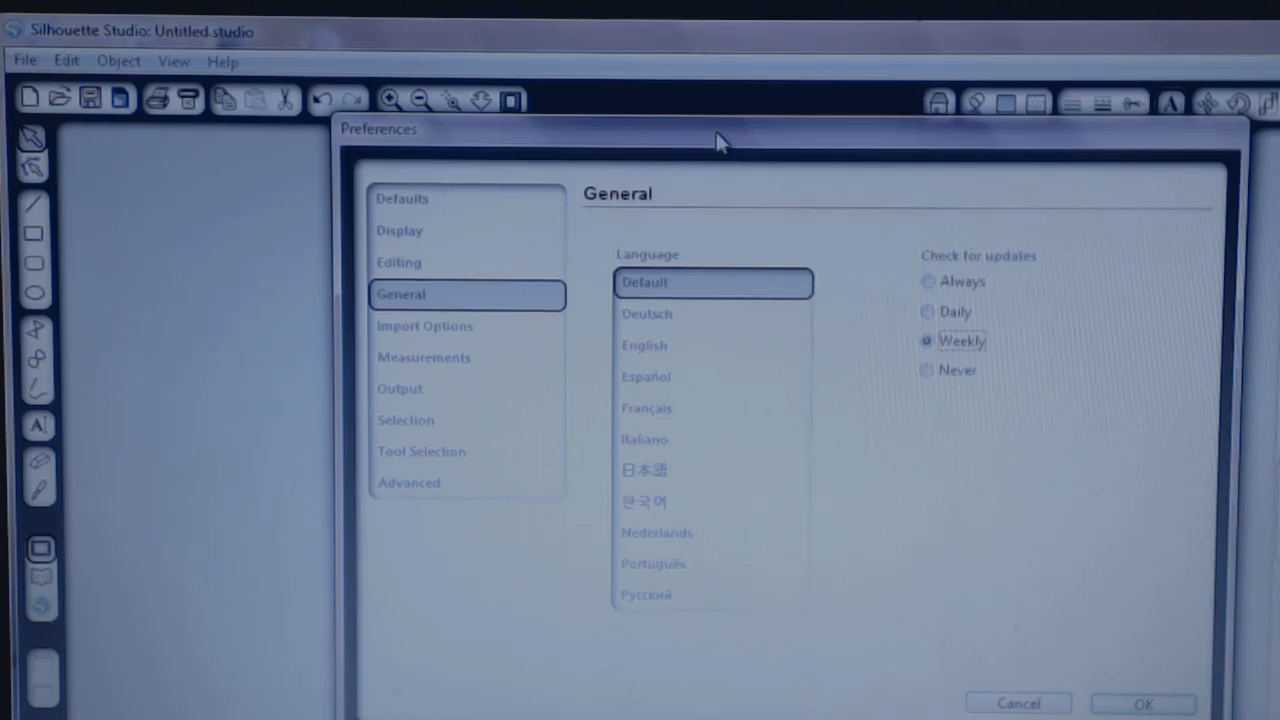 Silhouette Studio: Untitled.studio
File Edit Object View Help
Preferences
Defaults
Display
Editing
General
Import Options
Measurements
Output
Selection
Tool Selection
Advanced
General
Language
Default
Deutsch
English
Español
Français
Italiano
日本語
한국어
Nederlands
Português
Русский
Check for updates
Always
Daily
Weekly
Never
Cancel OK